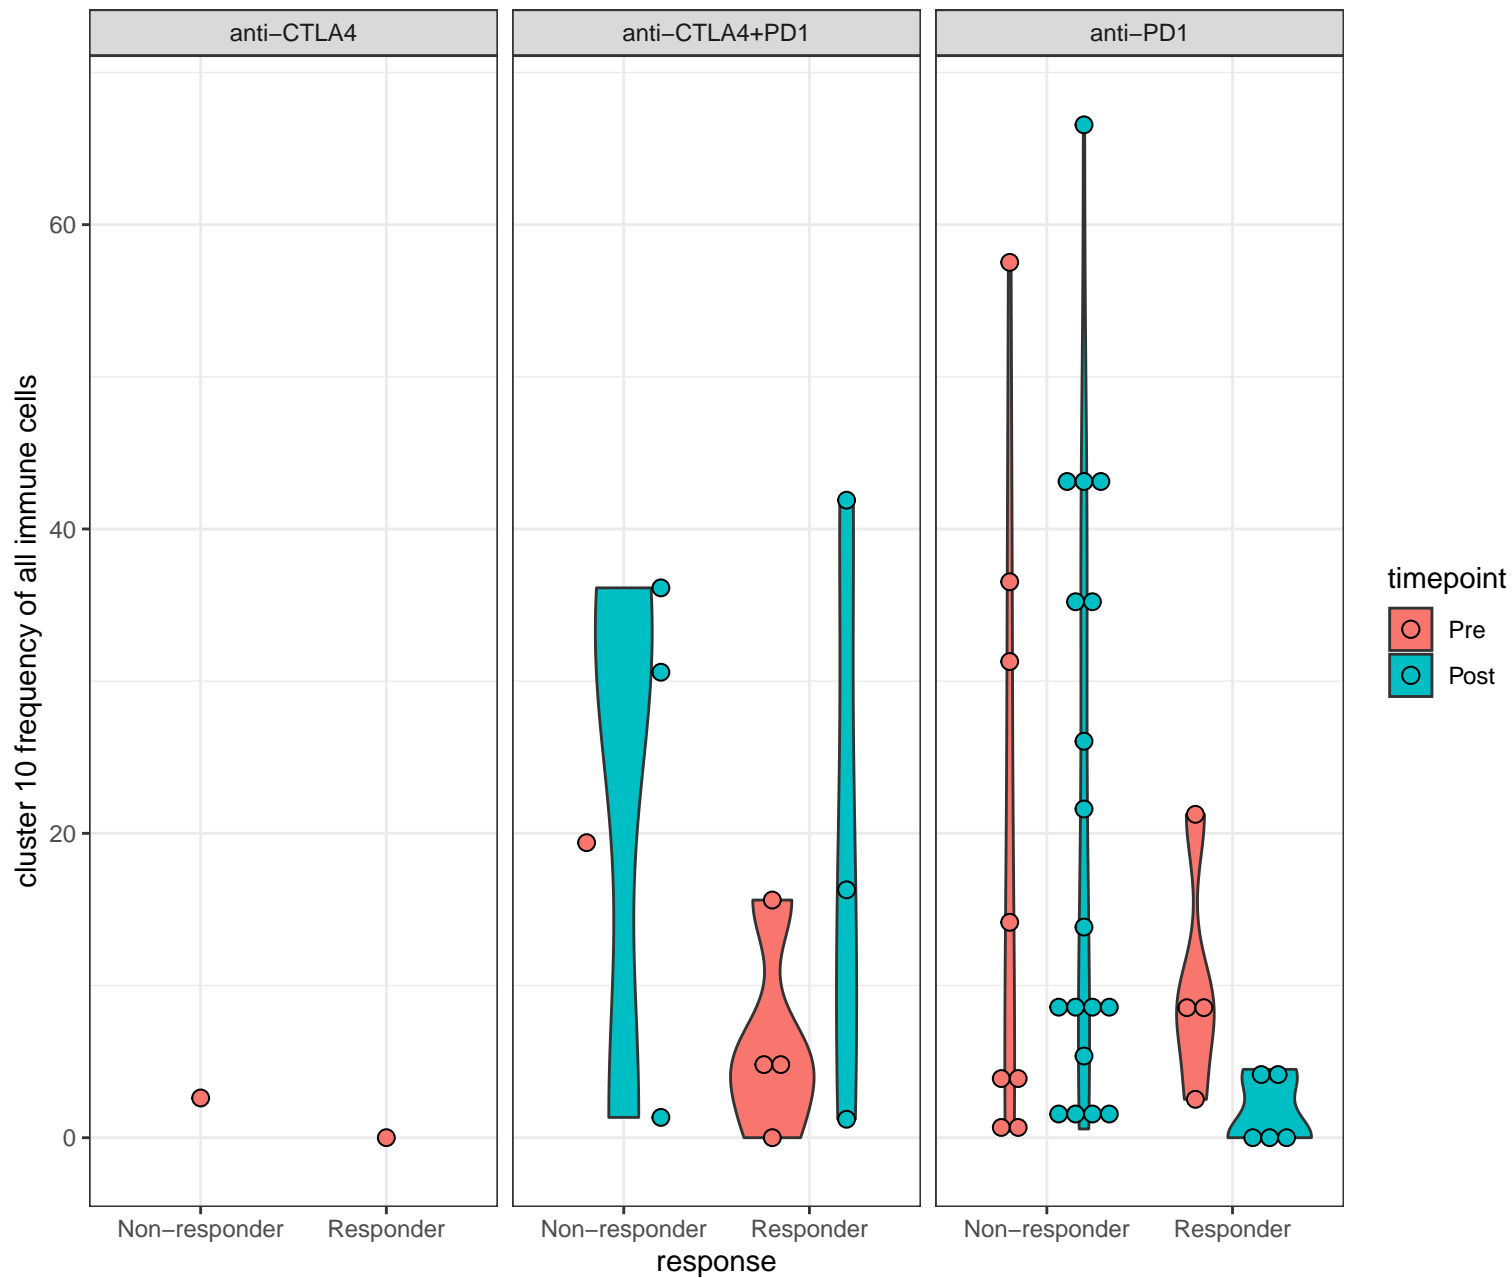 anti−CTLA4
anti−CTLA4+PD1
anti−PD1
cluster 10 frequency of all immune cells
60
40
20
0
Non−responder
Responder
Non−responder
Responder
Non−responder
Responder
response
timepoint
Pre
Post